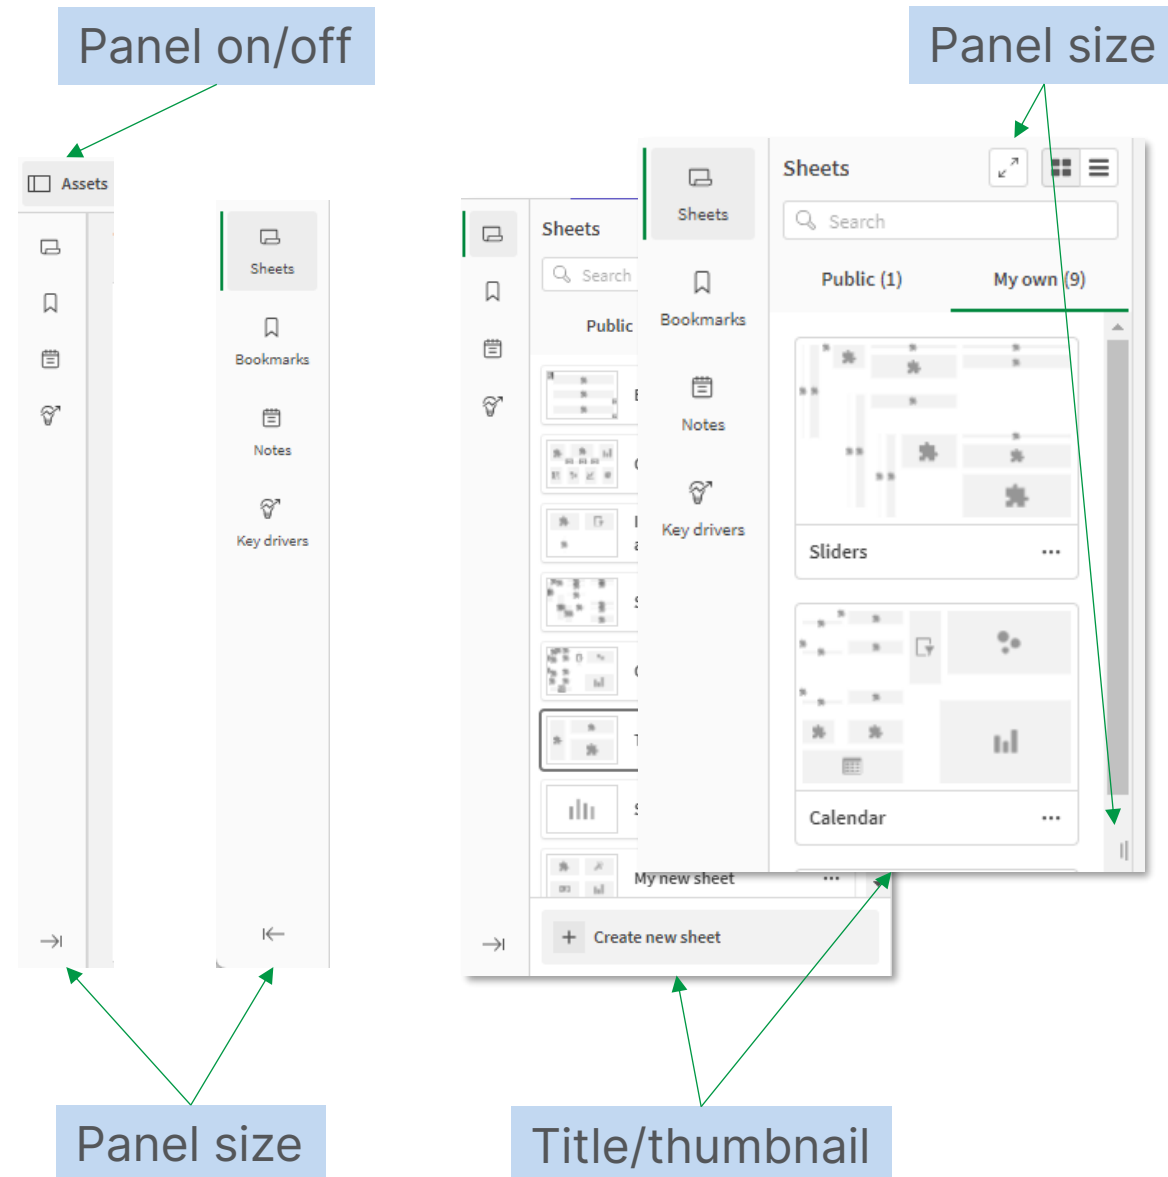 Panel on/off
Panel size
Assets
Sheets
Bookmarks
Notes
Key drivers
Sheets
Search
Public
My new sheet
Create new sheet
Sheets
Bookmarks
Notes
Key drivers
Sheets
Search
Public (1)
My own (9)
Sliders
Calendar
Panel size
Title/thumbnail